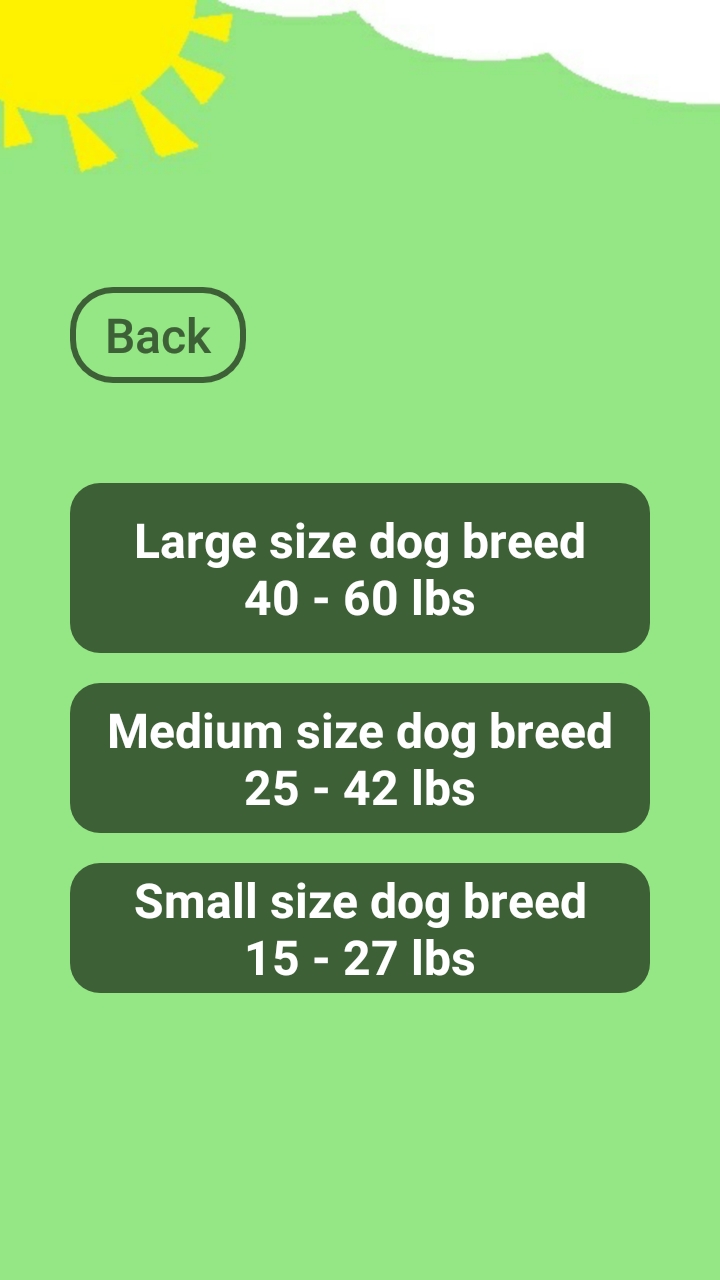 Back
Large size dog breed
40 - 60 lbs
Medium size dog breed
25 - 42 lbs
Small size dog breed
15 - 27 lbs